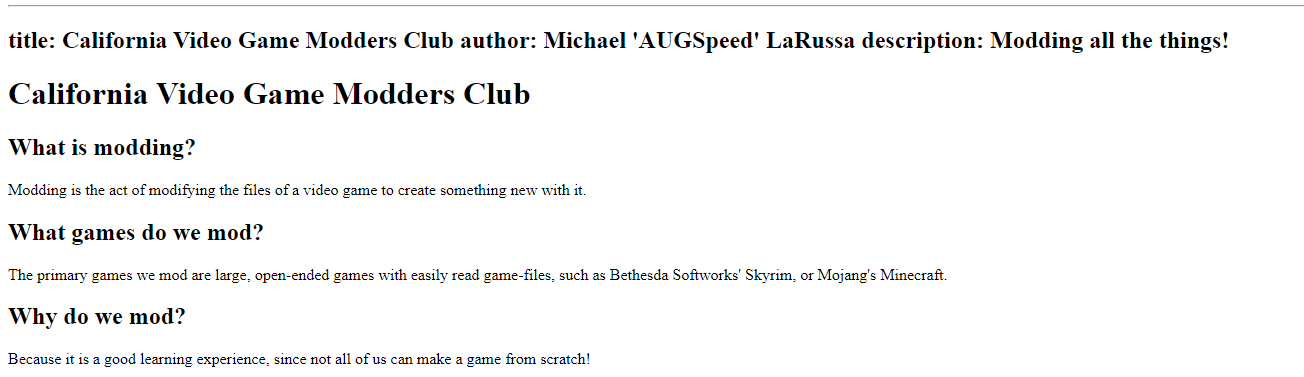 title: California Video Game Modders Club author: Michael 'AUGSpeed' LaRussa description: Modding all the things!
California Video Game Modders Club
What is modding?
Modding is the act of modifying the files of a video game to create something new with it.
What games do we mod?
The primary games we mod are large, open-ended games with easily read game-files, such as Bethesda Softworks' Skyrim, or Mojang's Minecraft.
Why do we mod?
Because it is a good learning experience, since not all of us can make a game from scratch!